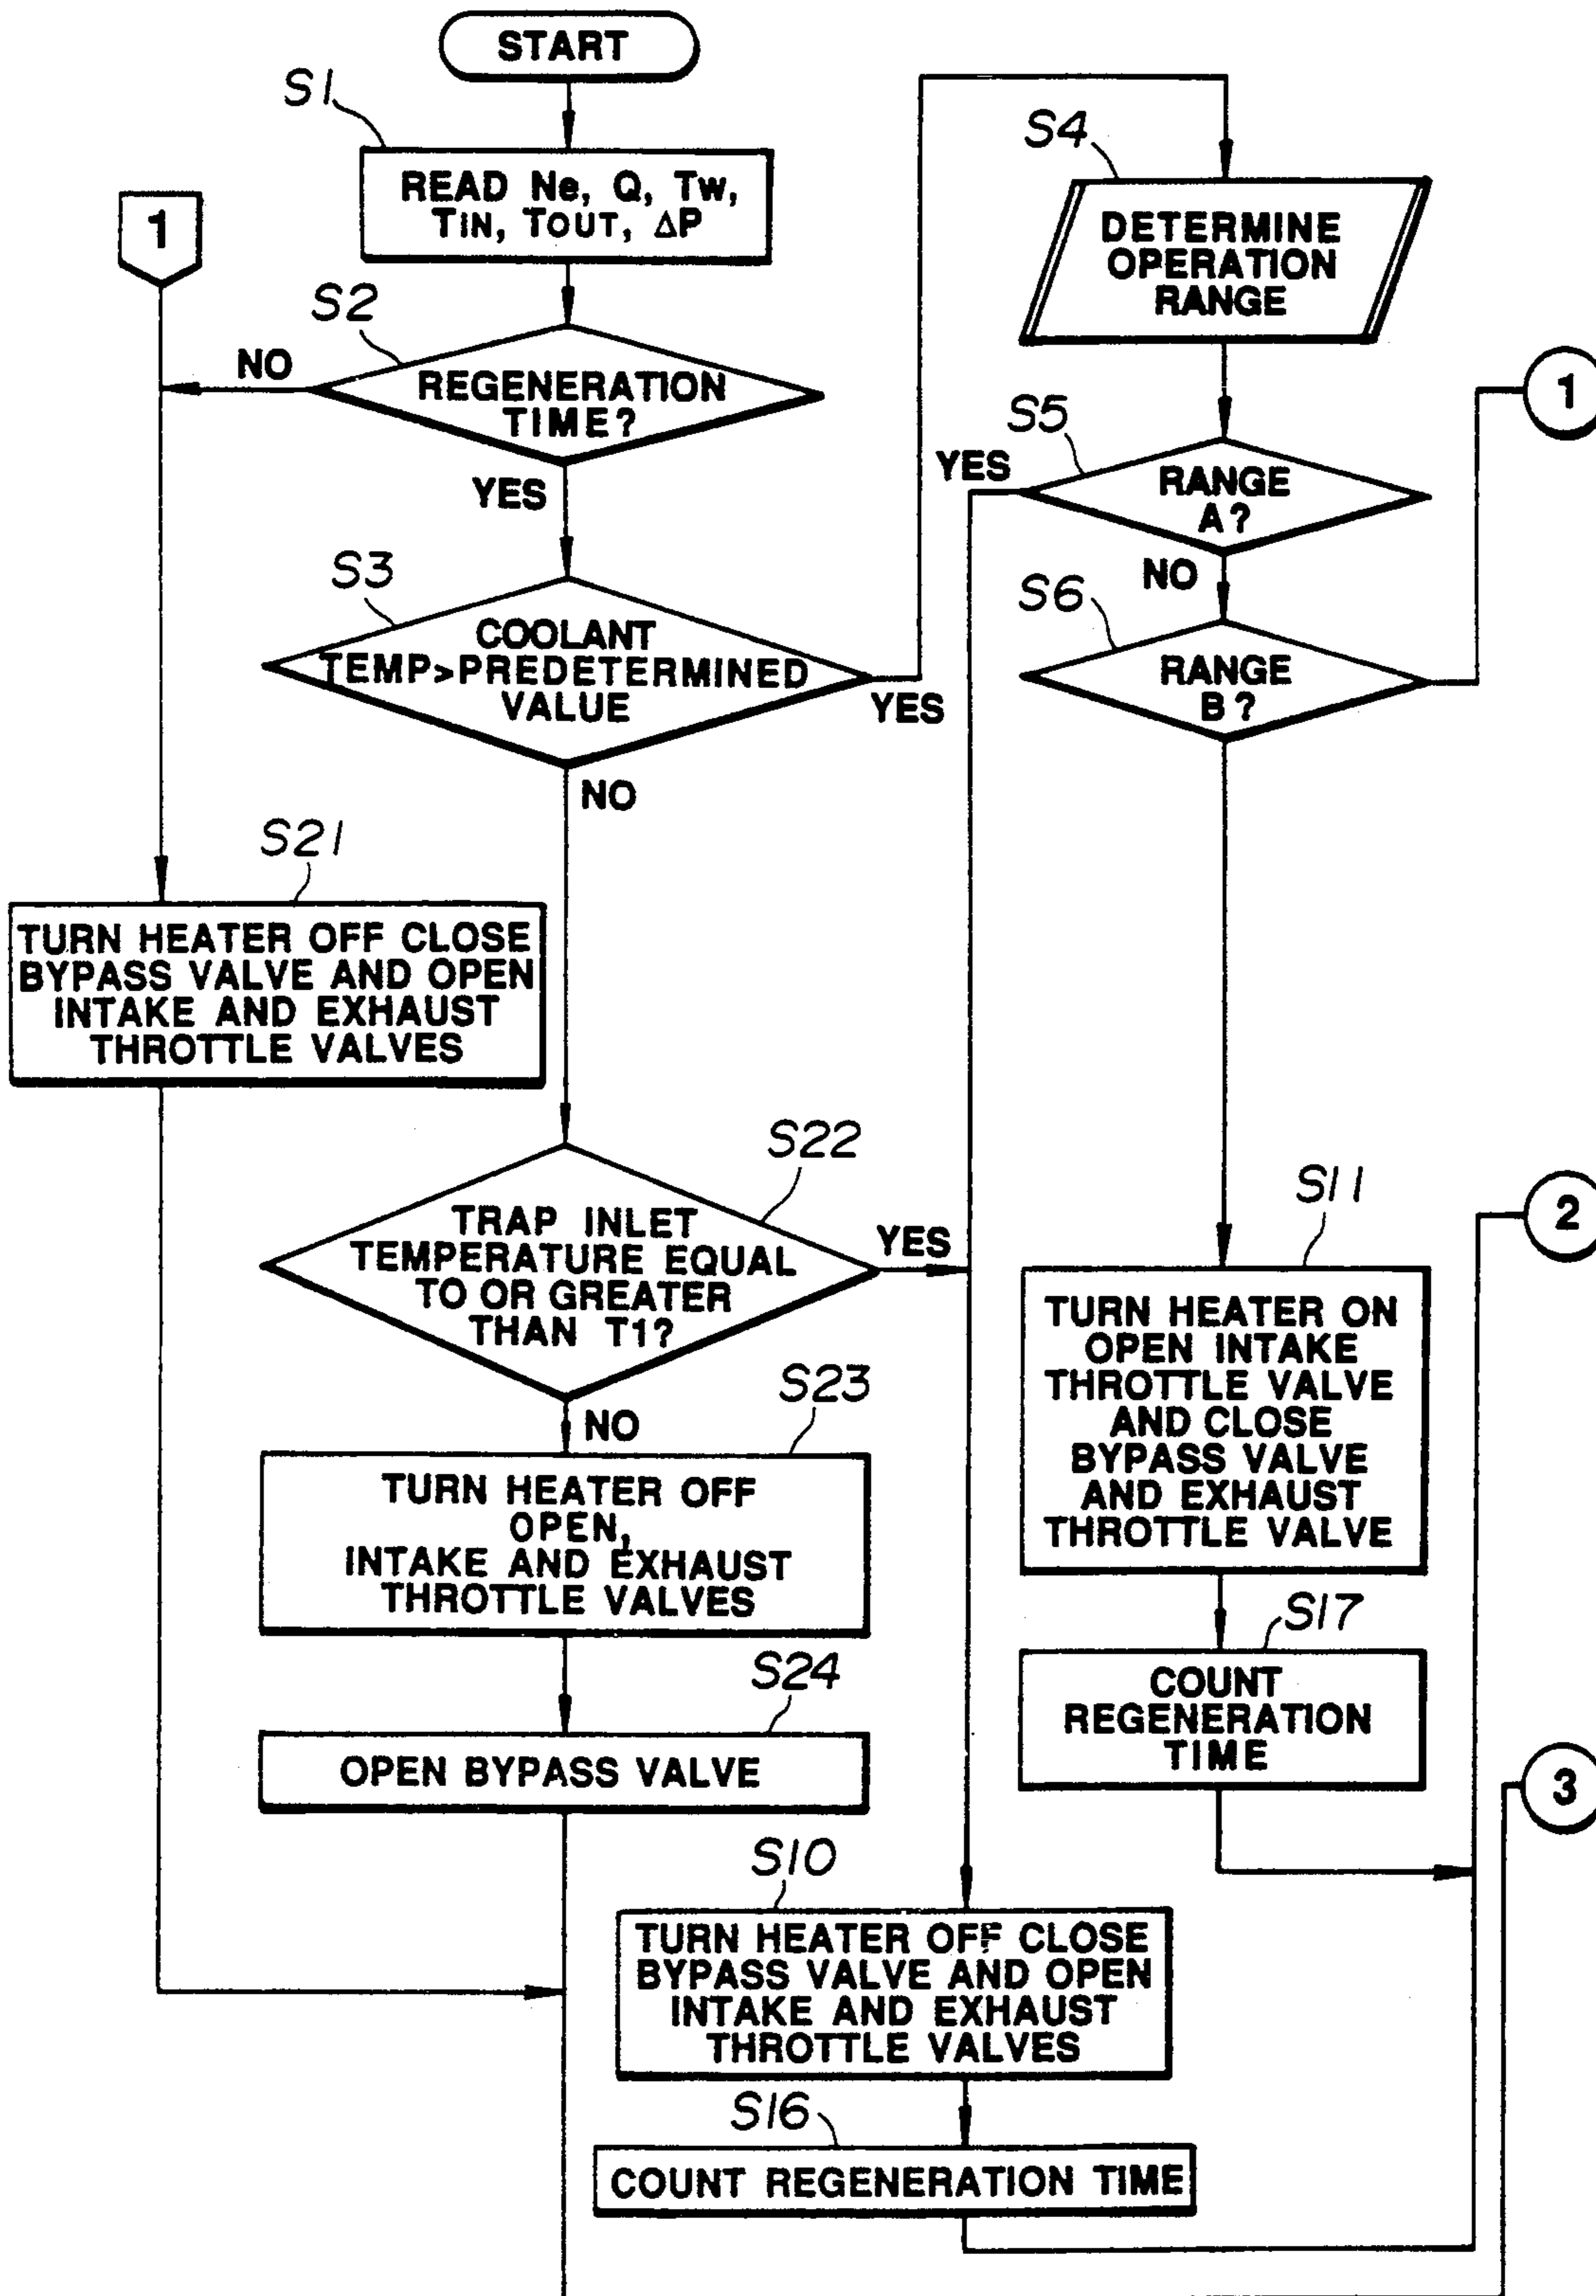 START
S1
READ Ne, Q, Tw,
TIN, TOUT, ΔP
1
S2
NO
REGENERATION
TIME?
YES
S3
COOLANT
TEMP>PREDETERMINED
VALUE
YES
NO
S4
DETERMINE
OPERATION
RANGE
1
S5
YES
RANGE
A?
NO
S6
RANGE
B?
S21
TURN HEATER OFF CLOSE
BYPASS VALVE AND OPEN
INTAKE AND EXHAUST
THROTTLE VALVES
S22
TRAP INLET
TEMPERATURE EQUAL
TO OR GREATER
THAN T1?
YES
NO
S23
TURN HEATER OFF
OPEN,
INTAKE AND EXHAUST
THROTTLE VALVES
S24
OPEN BYPASS VALVE
S11
2
TURN HEATER ON
OPEN INTAKE
THROTTLE VALVE
AND CLOSE
BYPASS VALVE
AND EXHAUST
THROTTLE VALVE
S17
COUNT
REGENERATION
TIME
3
S10
TURN HEATER OFF CLOSE
BYPASS VALVE AND OPEN
INTAKE AND EXHAUST
THROTTLE VALVES
S16
COUNT REGENERATION TIME